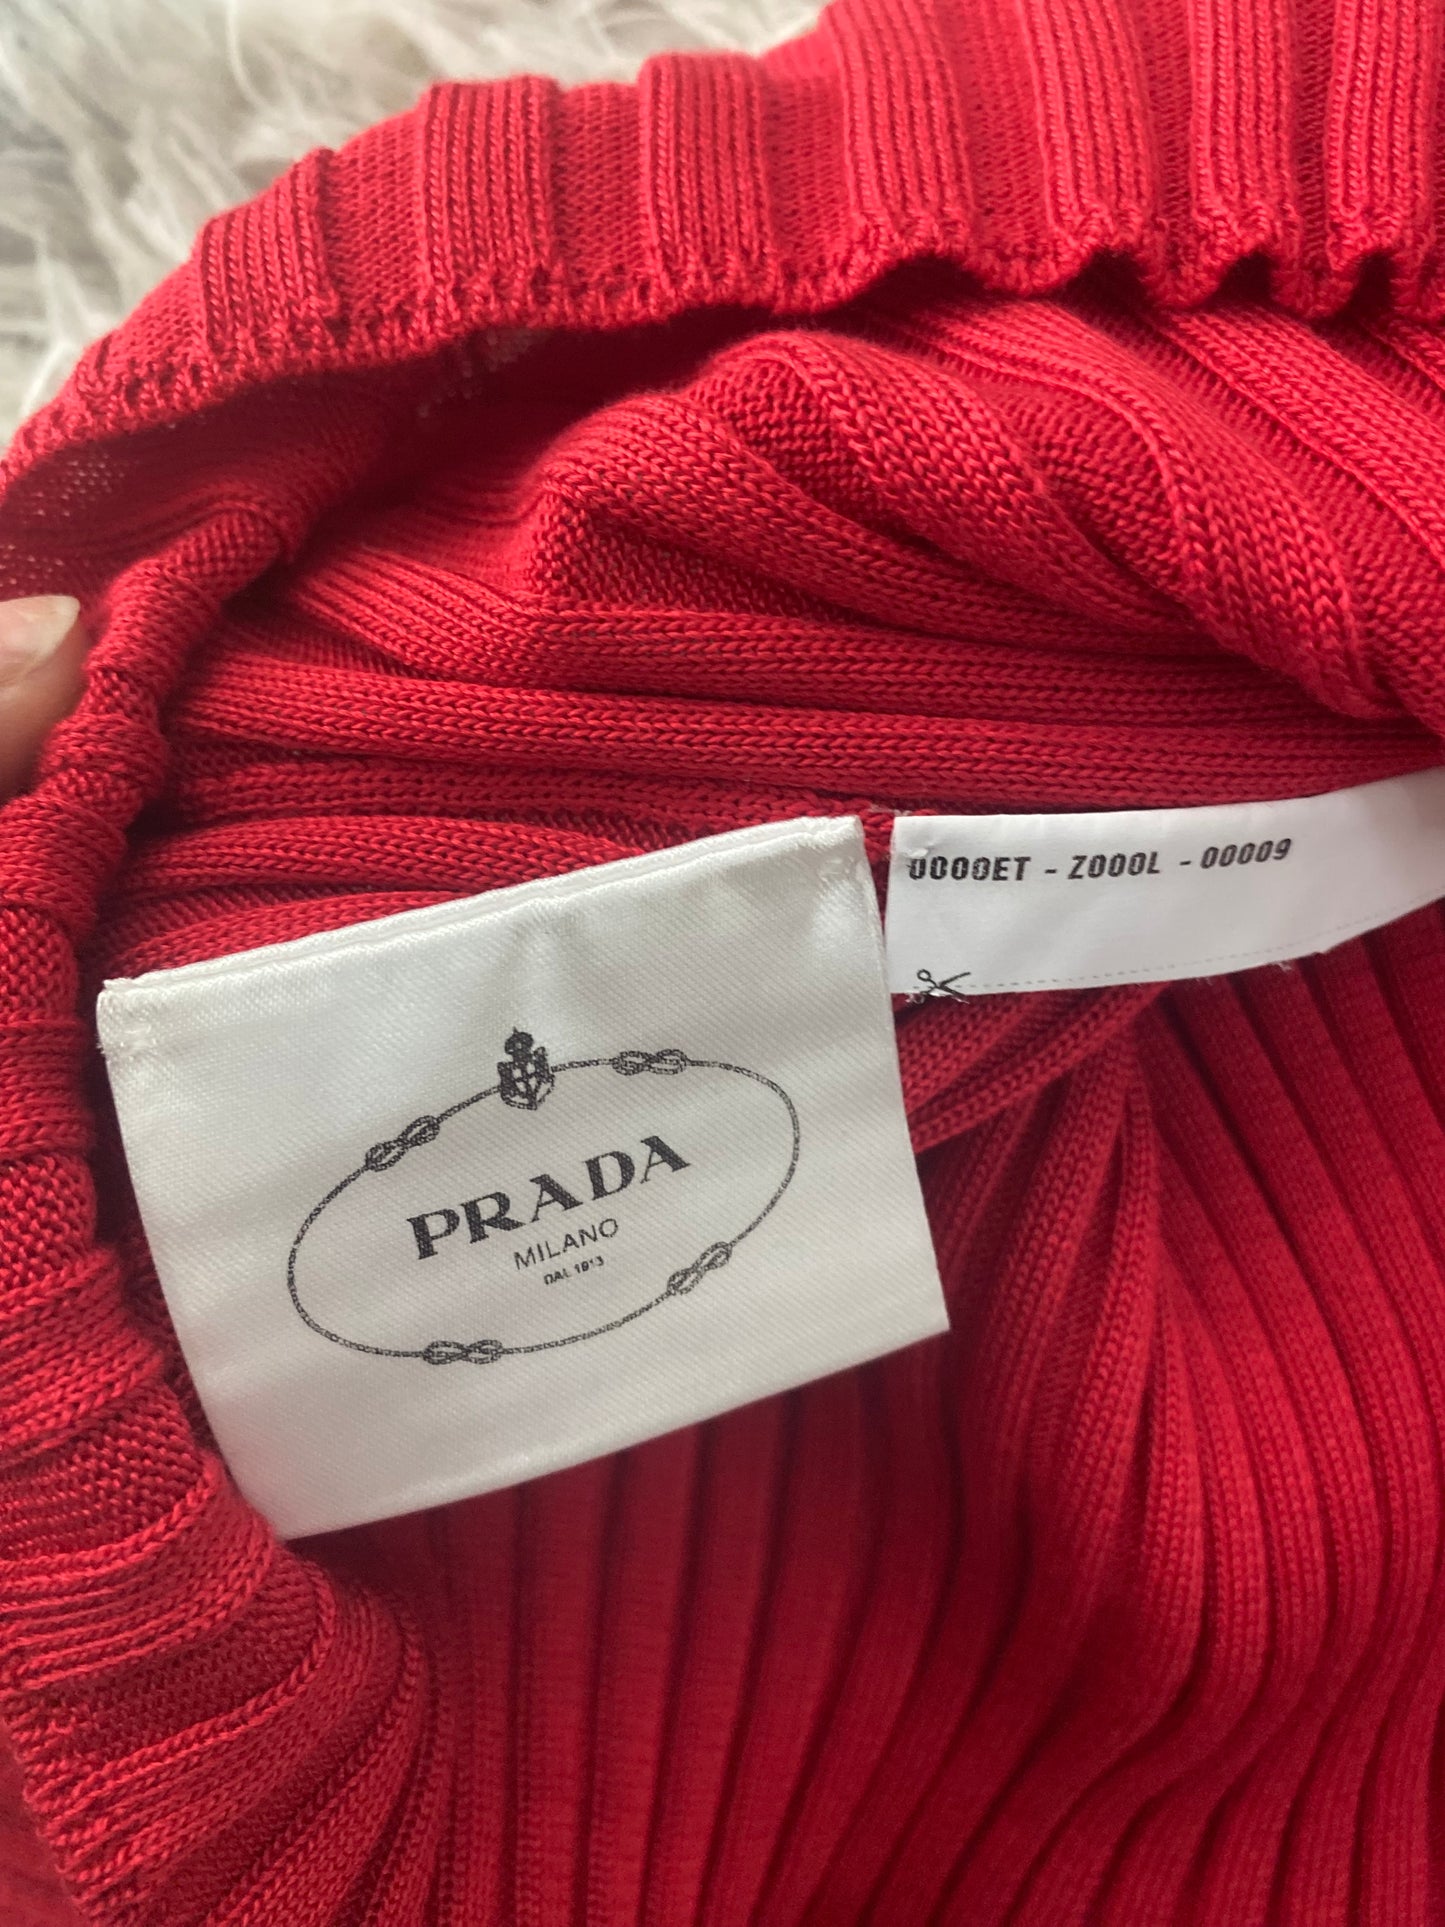 0000ET - Z000L - 00009
PRADA
MILANO
DAL 1913